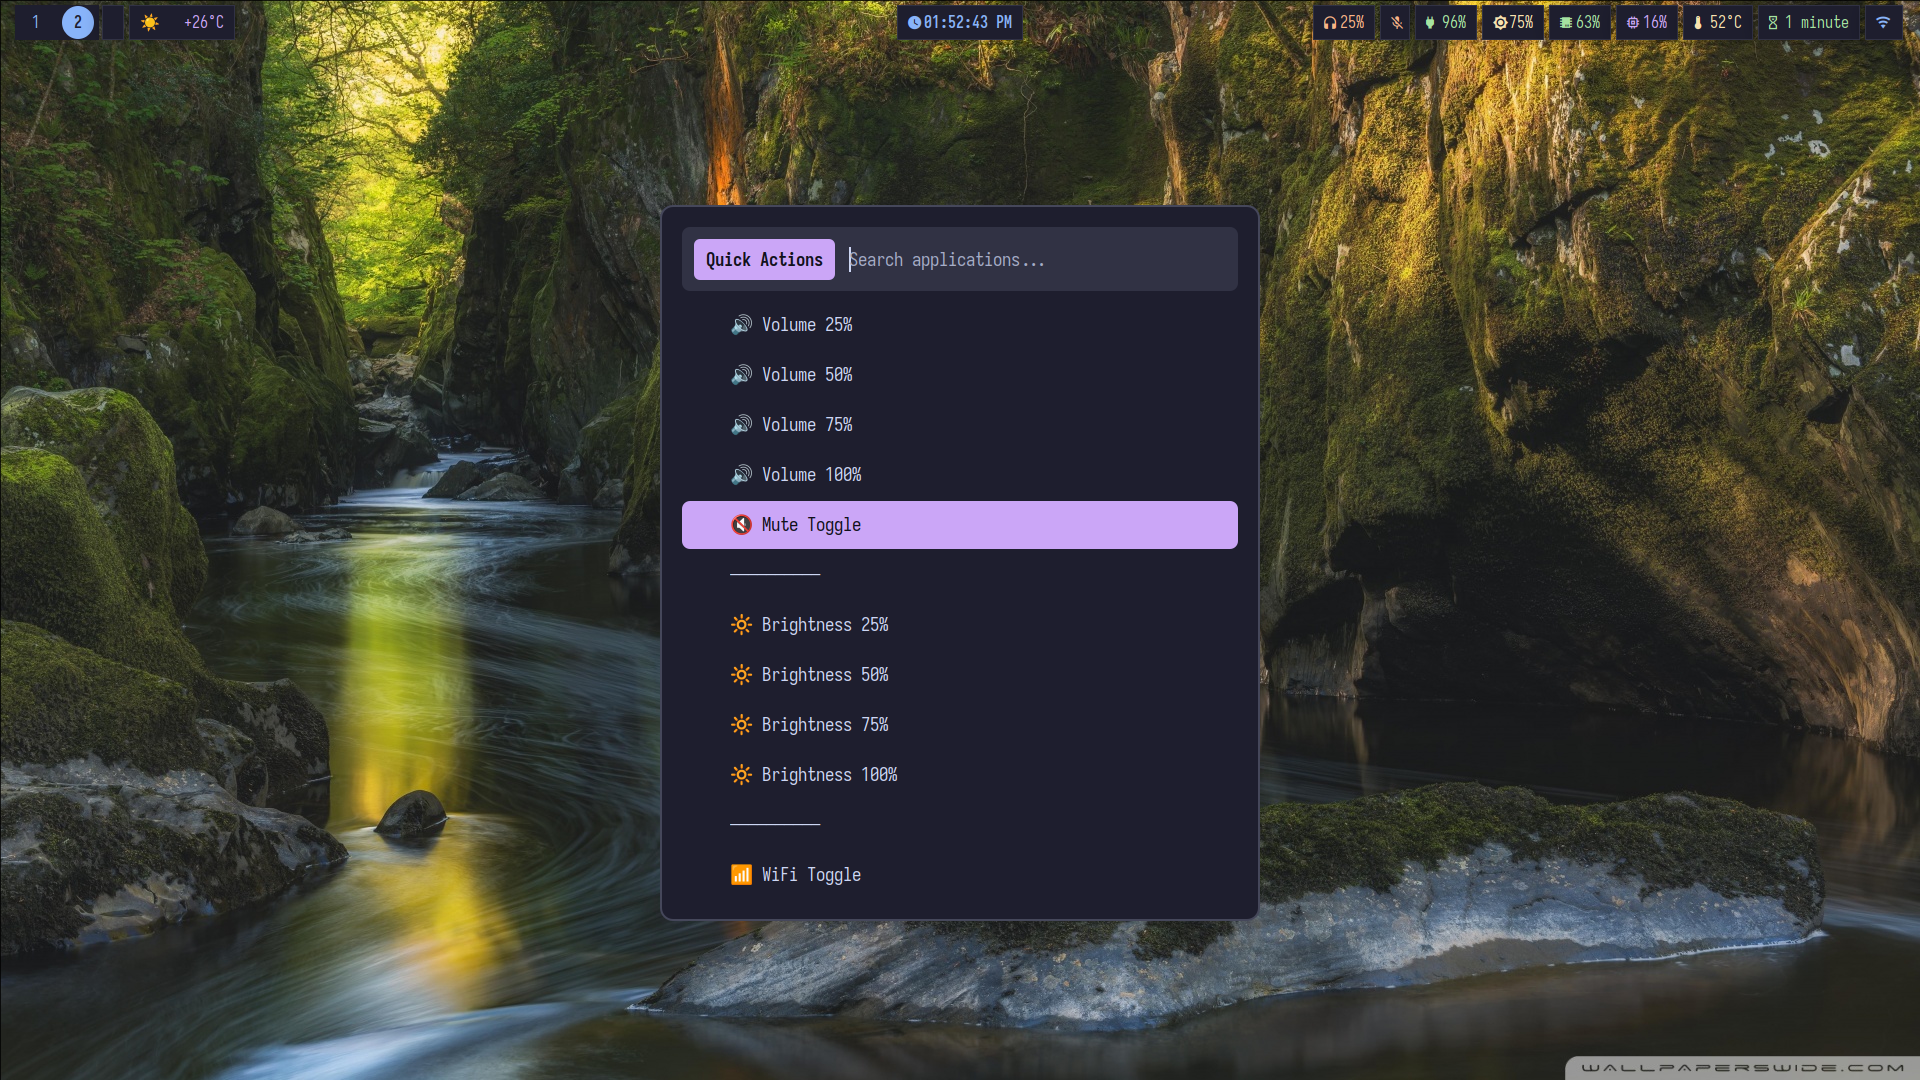 1 2 +26°C 01:52:43 PM 25% 96% 75% 63% 16% 52°C 1 minute
Quick Actions Search applications...
Volume 25%
Volume 50%
Volume 75%
Volume 100%
Mute Toggle
Brightness 25%
Brightness 50%
Brightness 75%
Brightness 100%
WiFi Toggle
WALLPAPERSWIDE.COM